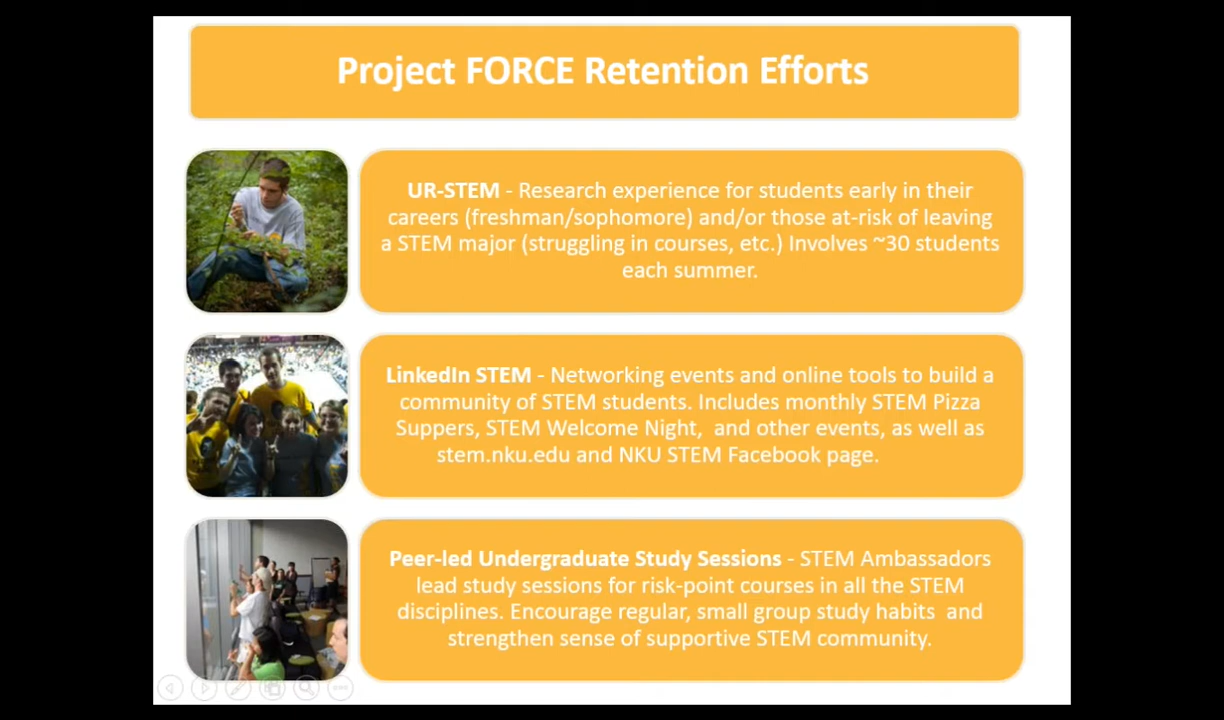 Project FORCE Retention Efforts
UR-STEM - Research experience for students early in their
careers (freshman/sophomore) and/or those at-risk of leaving
a STEM major (struggling in courses, etc.) Involves ~30 students
each summer.
LinkedIn STEM - Networking events and online tools to build a
community of STEM students. Includes monthly STEM Pizza
Suppers, STEM Welcome Night,  and other events, as well as
stem.nku.edu and NKU STEM Facebook page.
Peer-led Undergraduate Study Sessions - STEM Ambassadors
lead study sessions for risk-point courses in all the STEM
disciplines. Encourage regular, small group study habits  and
strengthen sense of supportive STEM community.